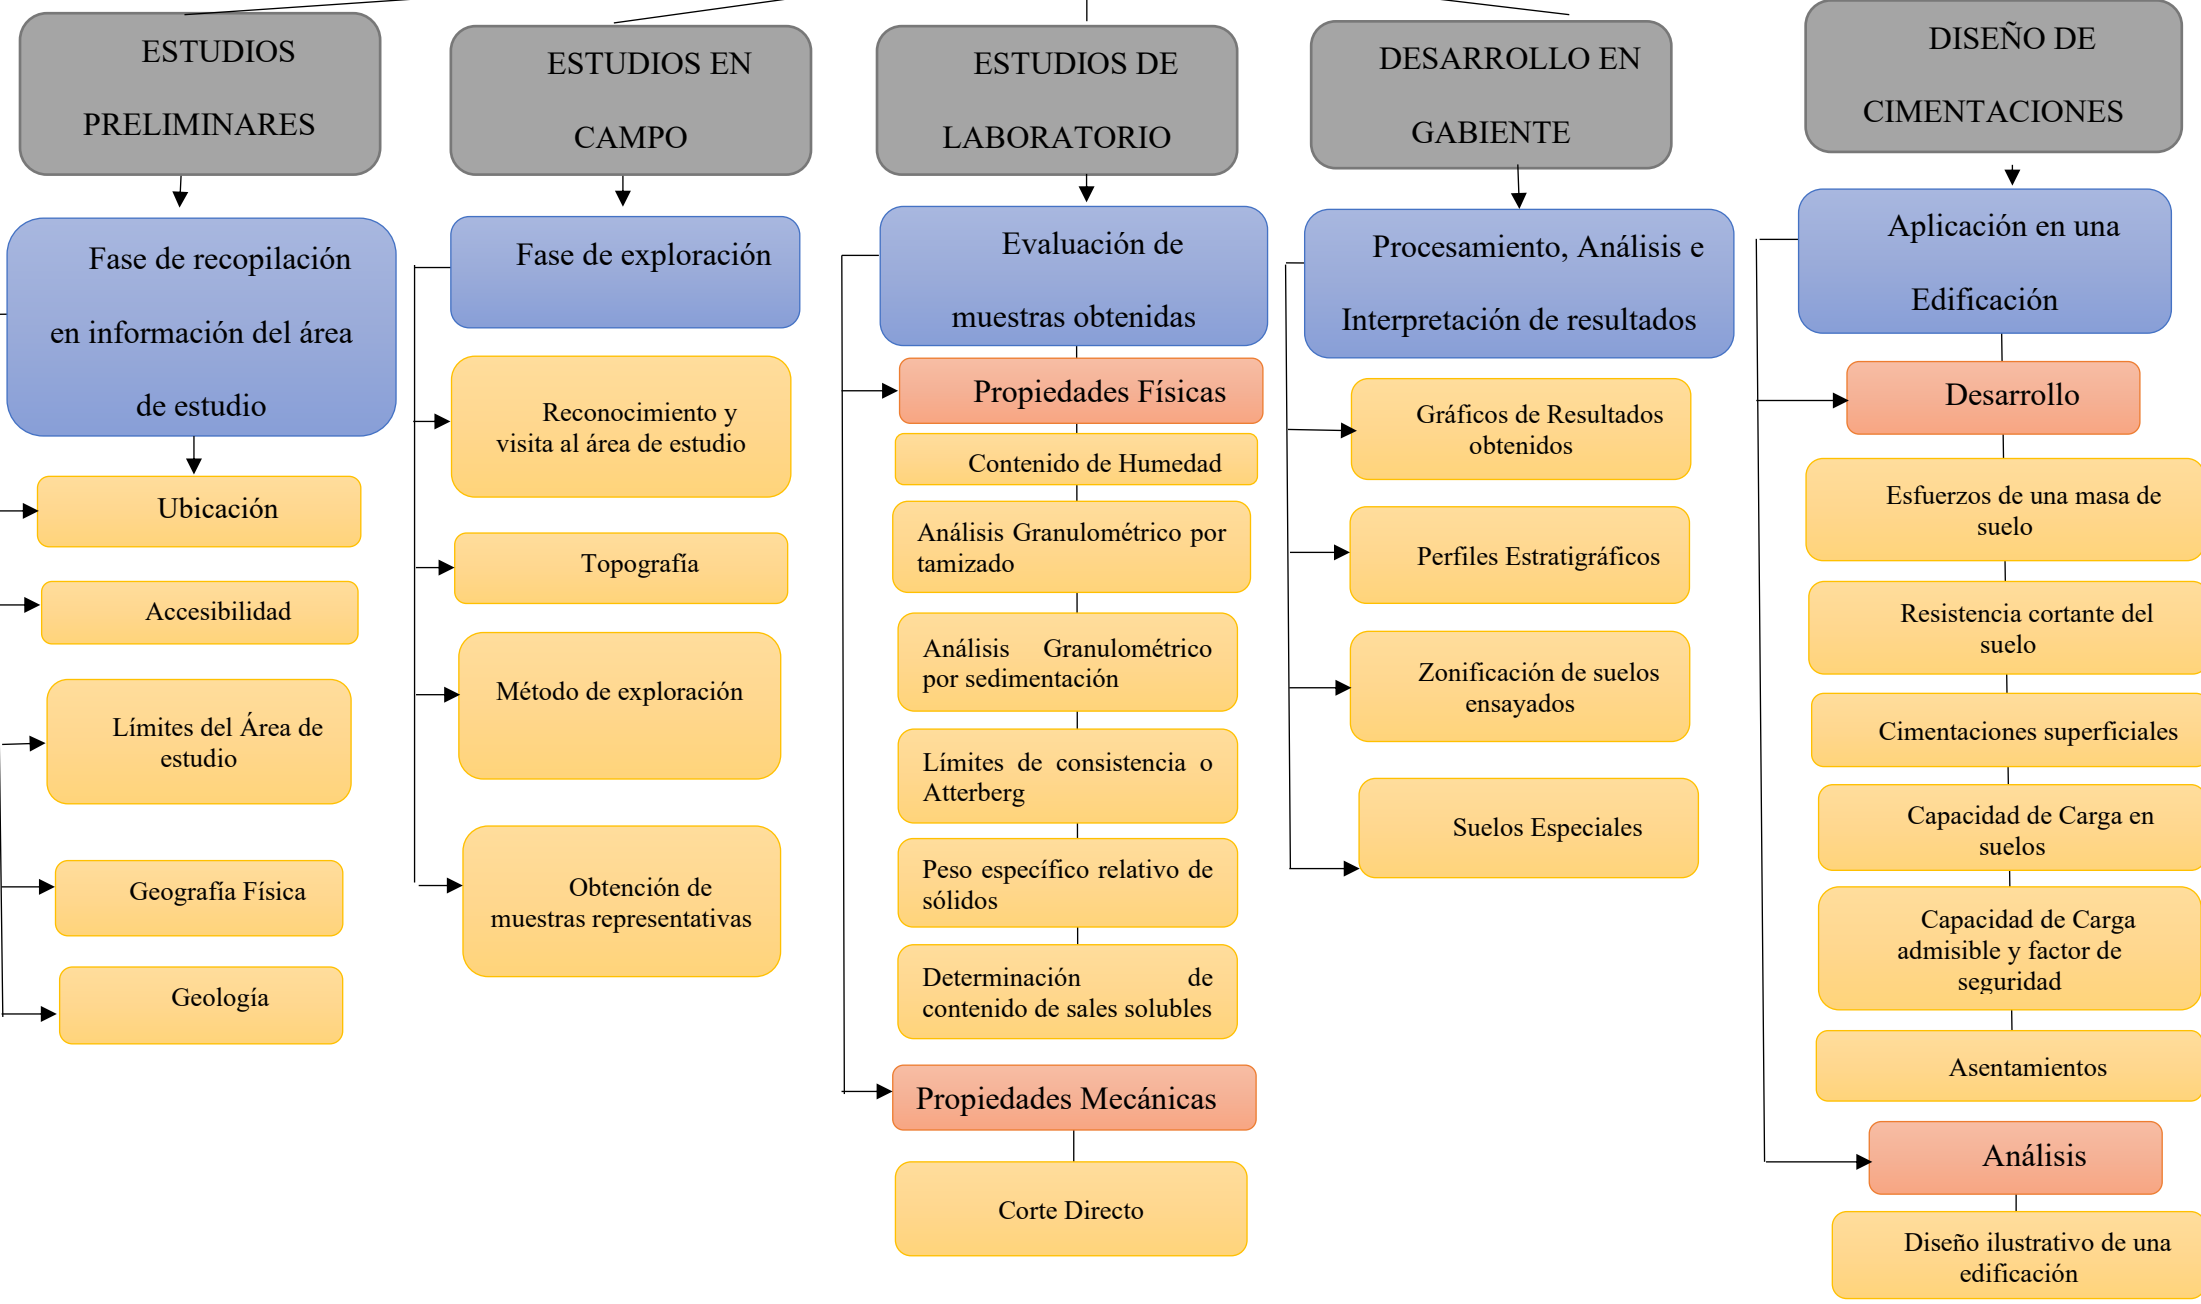 ESTUDIOS
PRELIMINARES
Fase de recopilación
en información del área
de estudio
Ubicación
Accesibilidad
Límites del Área de
estudio
Geografía Física
Geología
ESTUDIOS EN
CAMPO
Fase de exploración
Reconocimiento y
visita al área de estudio
Topografía
Método de exploración
Obtención de
muestras representativas
ESTUDIOS DE
LABORATORIO
Evaluación de
muestras obtenidas
Propiedades Físicas
Contenido de Humedad
Análisis Granulométrico por
tamizado
Análisis Granulométrico
por sedimentación
Límites de consistencia o
Atterberg
Peso específico relativo de
sólidos
Determinación de
contenido de sales solubles
Propiedades Mecánicas
Corte Directo
DESARROLLO EN
GABIENTE
Procesamiento, Análisis e
Interpretación de resultados
Gráficos de Resultados
obtenidos
Perfiles Estratigráficos
Zonificación de suelos
ensayados
Suelos Especiales
DISEÑO DE
CIMENTACIONES
Aplicación en una
Edificación
Desarrollo
Esfuerzos de una masa de
suelo
Resistencia cortante del
suelo
Cimentaciones superficiales
Capacidad de Carga en
suelos
Capacidad de Carga
admisible y factor de
seguridad
Asentamientos
Análisis
Diseño ilustrativo de una
edificación